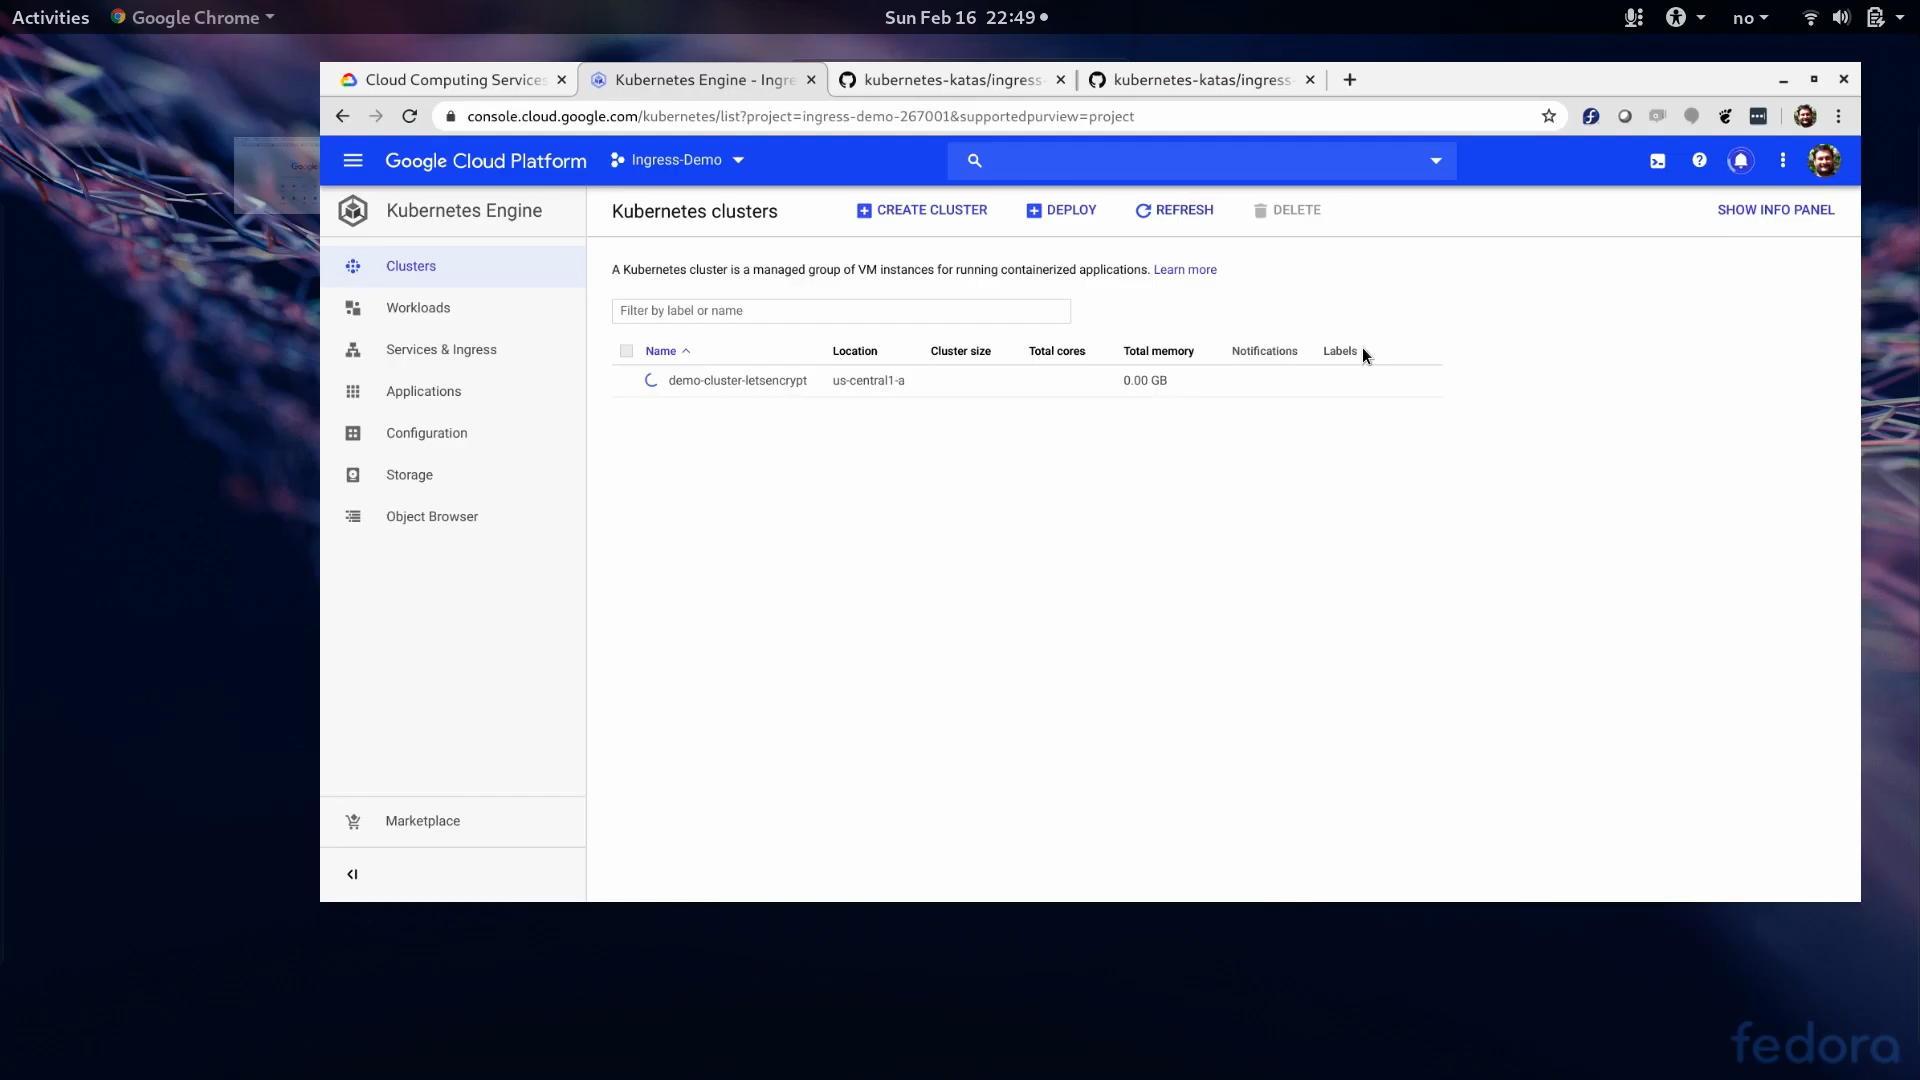 Activities Google Chrome Sun Feb 16 22:49 no
Cloud Computing Services Kubernetes Engine - Ingre kubernetes-katas/ingress- kubernetes-katas/ingress-
console.cloud.google.com/kubernetes/list?project=ingress-demo-267001&supportedpurview=project
Google Cloud Platform Ingress-Demo
Kubernetes Engine Kubernetes clusters CREATE CLUSTER DEPLOY REFRESH DELETE SHOW INFO PANEL
Clusters
Workloads
Services & Ingress
Applications
Configuration
Storage
Object Browser
Marketplace
A Kubernetes cluster is a managed group of VM instances for running containerized applications. Learn more
Filter by label or name
Name Location Cluster size Total cores Total memory Notifications Labels
demo-cluster-letsencrypt us-central1-a 0.00 GB
fedora